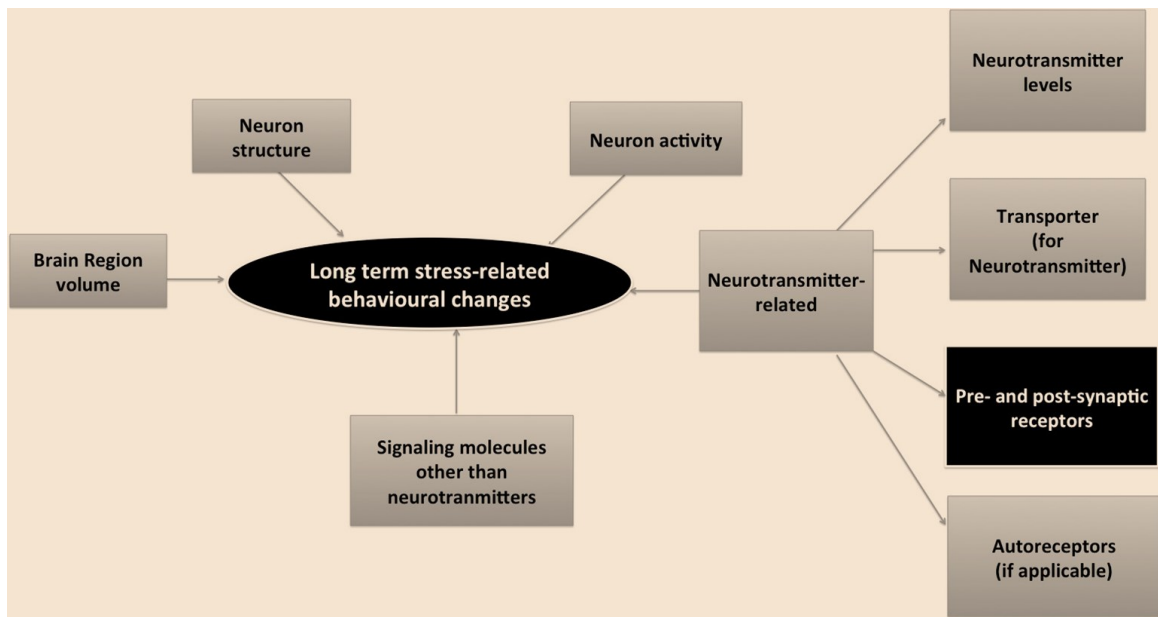 Neurotransmitter
levels
Neuron
structure
Neuron activity
Transporter
(for
Neurotransmitter)
Brain Region
volume
Long term stress-related
behavioural changes
Neurotransmitter-
related
Pre- and post-synaptic
receptors
Signaling molecules
other than
neurotranmitters
Autoreceptors
(if applicable)